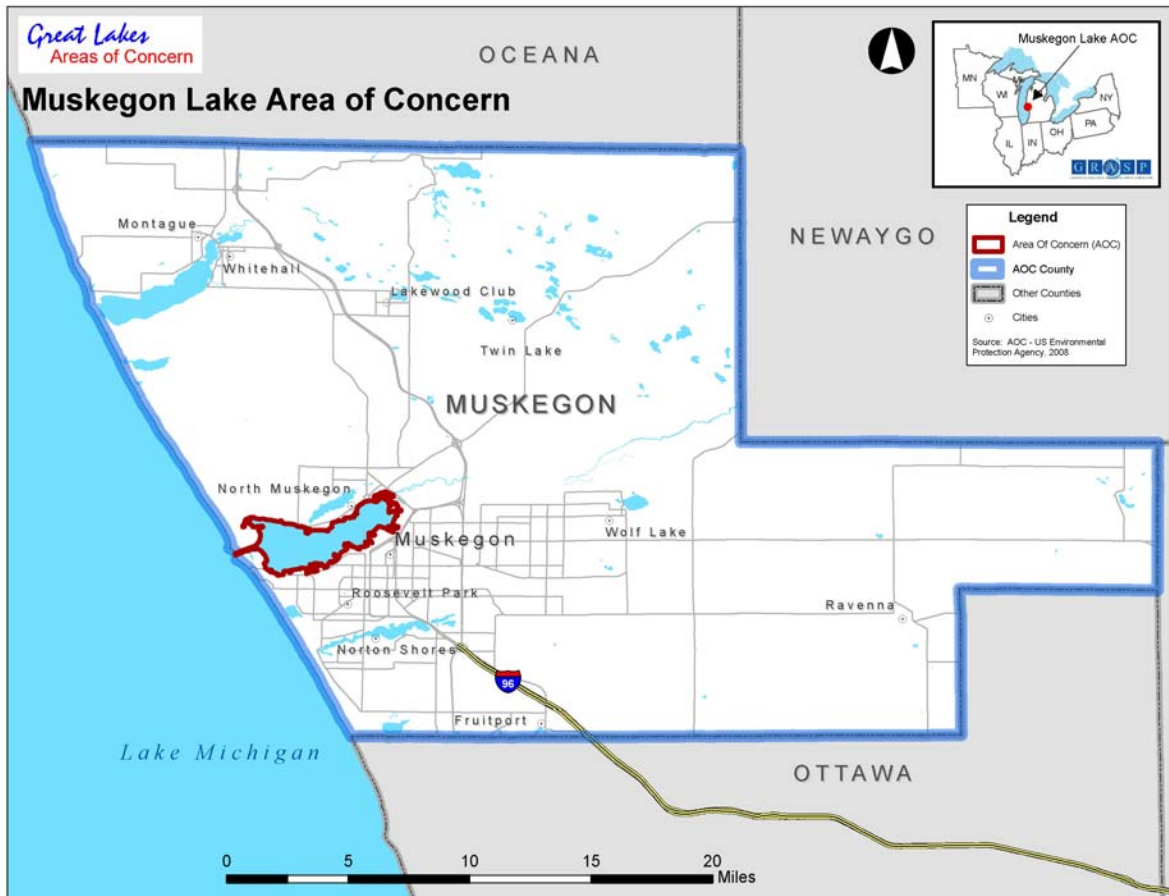 Great Lakes
Areas of Concern
Muskegon Lake Area of Concern
OCEANA
Muskegon Lake AOC
MN
WI
MI
NY
PA
IL
IN
OH
GRASP
NEWAYGO
Legend
Area Of Concern (AOC)
AOC County
Other Counties
Cities
Source: AOC - US Environmental
Protection Agency, 2008
Montague
Whitehall
Lakewood Club
Twin Lake
MUSKEGON
North Muskegon
Muskegon
Wolf Lake
Roosevelt Park
Ravenna
Norton Shores
96
Fruitport
Lake Michigan
OTTAWA
0 5 10 15 20
Miles